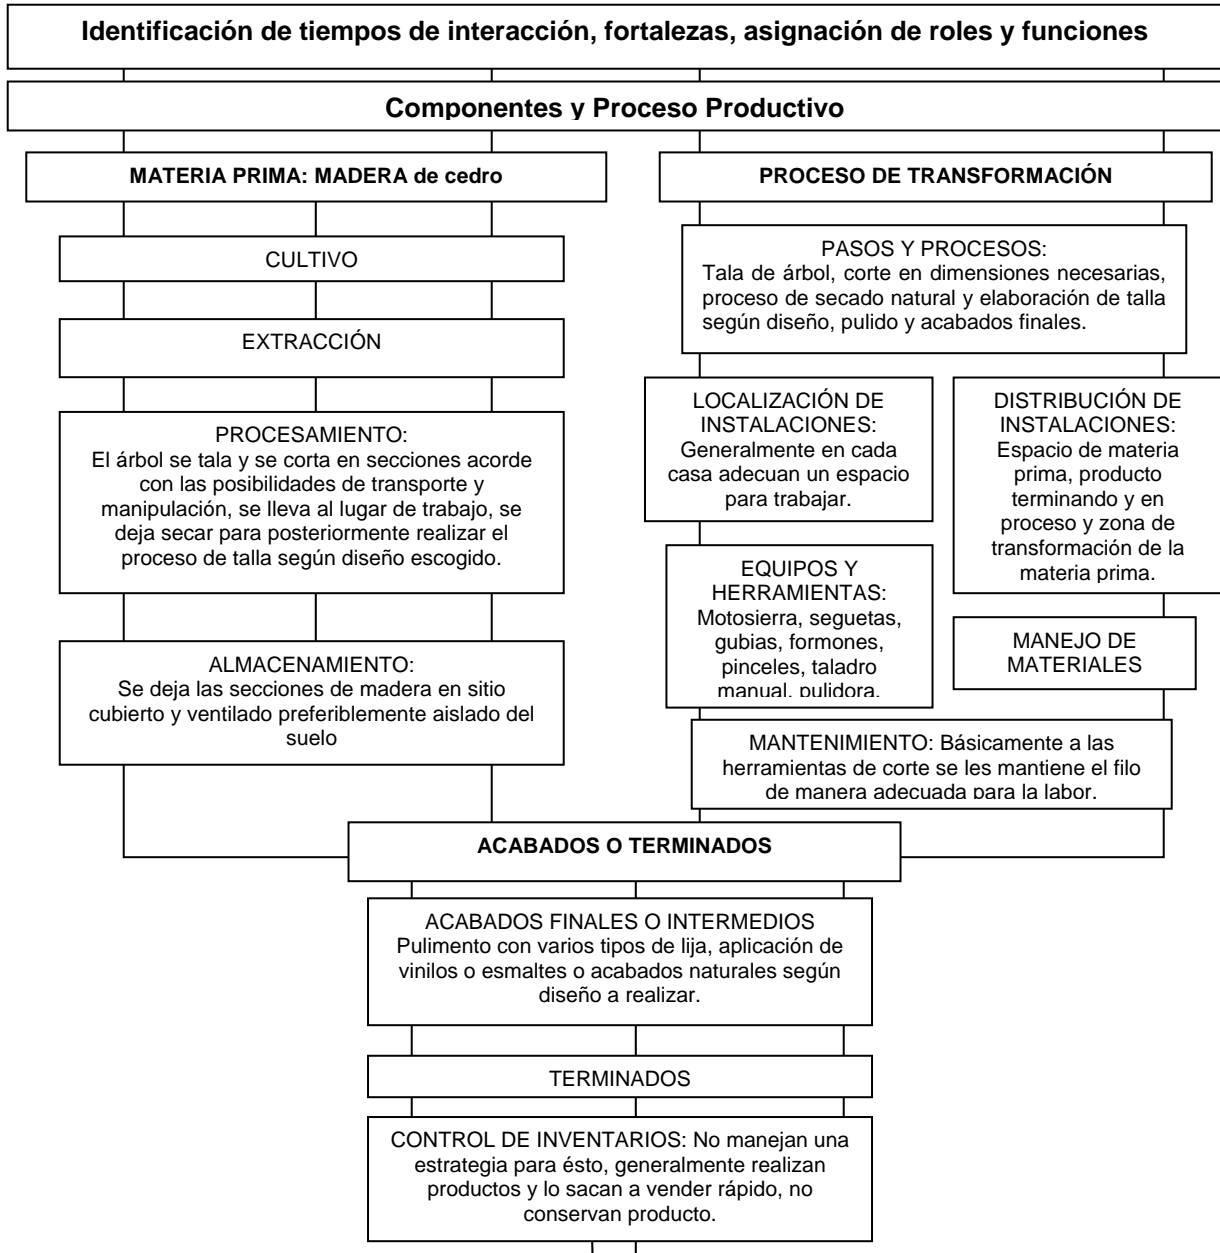 Identificación de tiempos de interacción, fortalezas, asignación de roles y funciones
Componentes y Proceso Productivo
MATERIA PRIMA: MADERA de cedro
CULTIVO
EXTRACCIÓN
PROCESAMIENTO:
El árbol se tala y se corta en secciones acorde
con las posibilidades de transporte y
manipulación, se lleva al lugar de trabajo, se
deja secar para posteriormente realizar el
proceso de talla según diseño escogido.
ALMACENAMIENTO:
Se deja las secciones de madera en sitio
cubierto y ventilado preferiblemente aislado del
suelo
PROCESO DE TRANSFORMACIÓN
PASOS Y PROCESOS:
Tala de árbol, corte en dimensiones necesarias,
proceso de secado natural y elaboración de talla
según diseño, pulido y acabados finales.
LOCALIZACIÓN DE
INSTALACIONES:
Generalmente en cada
casa adecuan un espacio
para trabajar.
DISTRIBUCIÓN DE
INSTALACIONES:
Espacio de materia
prima, producto
terminando y en
proceso y zona de
transformación de la
materia prima.
EQUIPOS Y
HERRAMIENTAS:
Motosierra, seguetas,
gubias, formones,
pinceles, taladro
manual, pulidora.
MANEJO DE
MATERIALES
MANTENIMIENTO: Básicamente a las
herramientas de corte se les mantiene el filo
de manera adecuada para la labor.
ACABADOS O TERMINADOS
ACABADOS FINALES O INTERMEDIOS
Pulimento con varios tipos de lija, aplicación de
vinilos o esmaltes o acabados naturales según
diseño a realizar.
TERMINADOS
CONTROL DE INVENTARIOS: No manejan una
estrategia para ésto, generalmente realizan
productos y lo sacan a vender rápido, no
conservan producto.